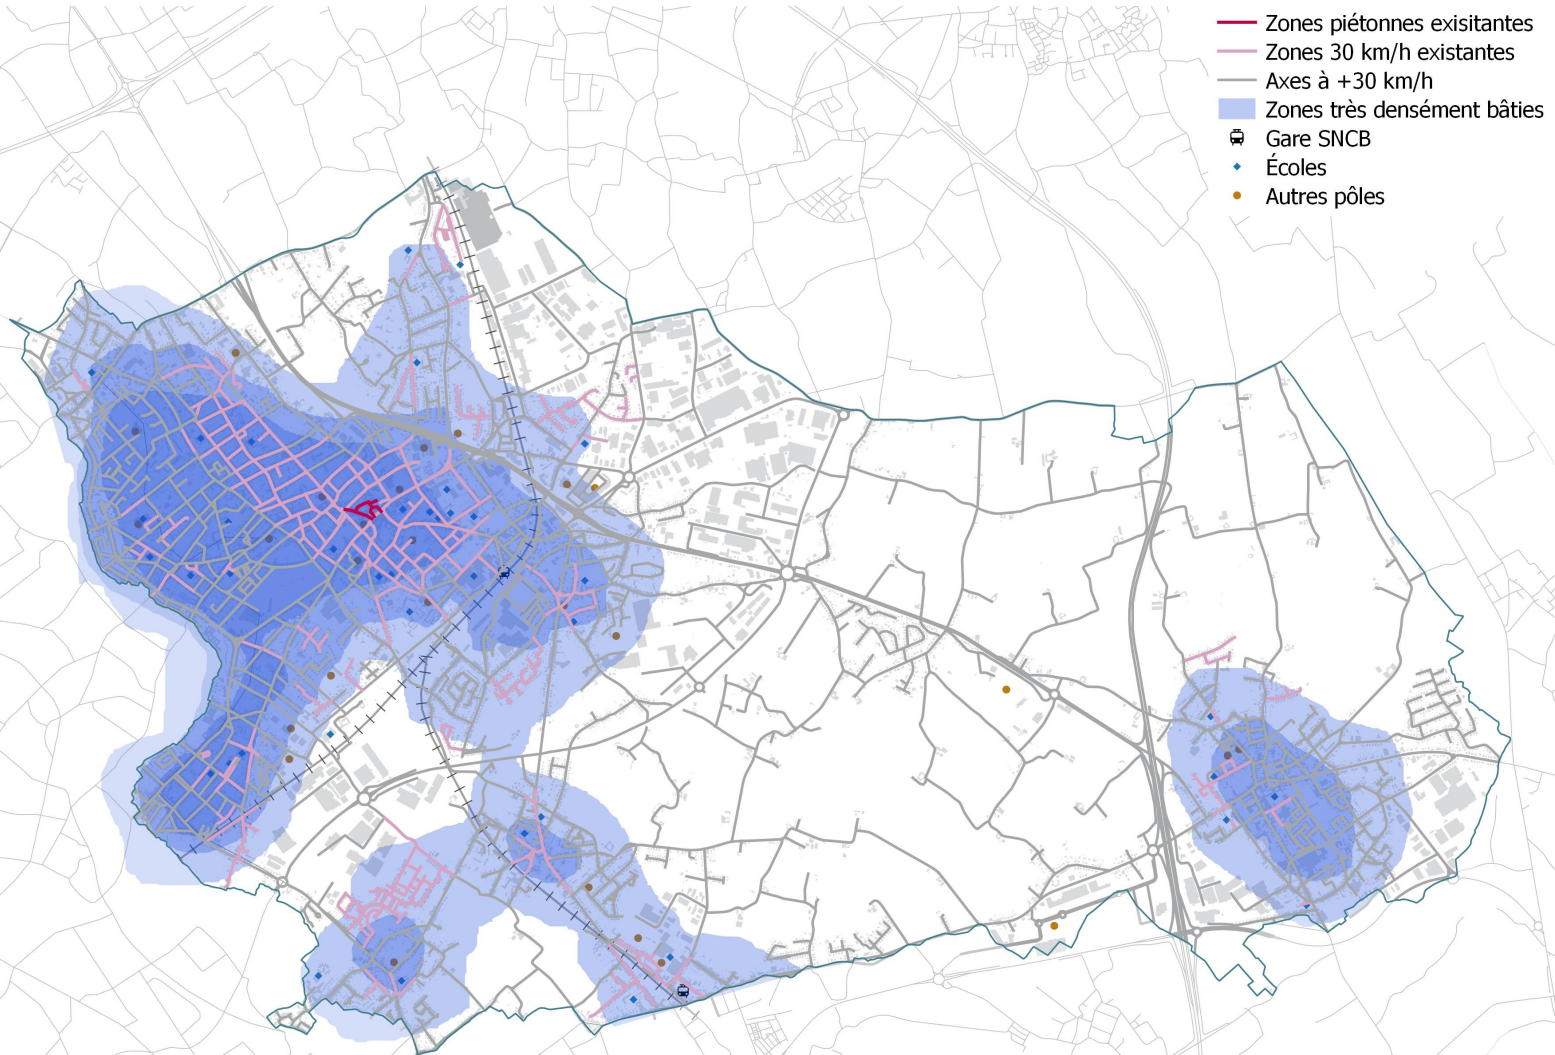 Zones piétonnes exisitantes
Zones 30 km/h existantes
Axes à +30 km/h
Zones très densément bâties
Gare SNCB
Écoles
Autres pôles